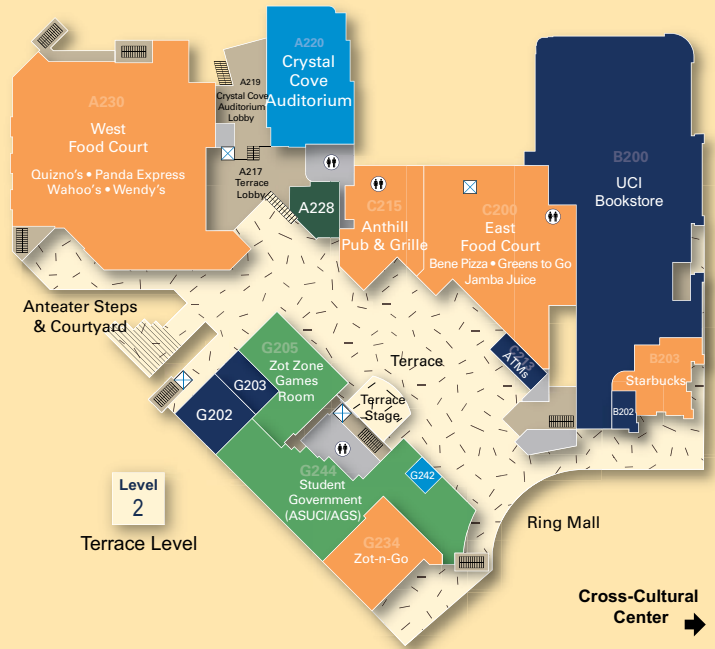 A220
Crystal
Cove
Auditorium
A219
Crystal Cove
Auditorium
Lobby
A230
West
Food Court
Quizno's • Panda Express
Wahoo's • Wendy's
A217
Terrace
Lobby
A228
C215
Anthill
Pub & Grille
C200
East
Food Court
Bene Pizza • Greens to Go
Jamba Juice
B200
UCI
Bookstore
Anteater Steps
& Courtyard
G205
Zot Zone
Games
Room
G203
G202
Terrace
Terrace
Stage
C213
ATMs
B203
Starbucks
B202
G244
Student
Government
(ASUCI/AGS)
G242
G234
Zot-n-Go
Level
2
Terrace Level
Ring Mall
Cross-Cultural
Center